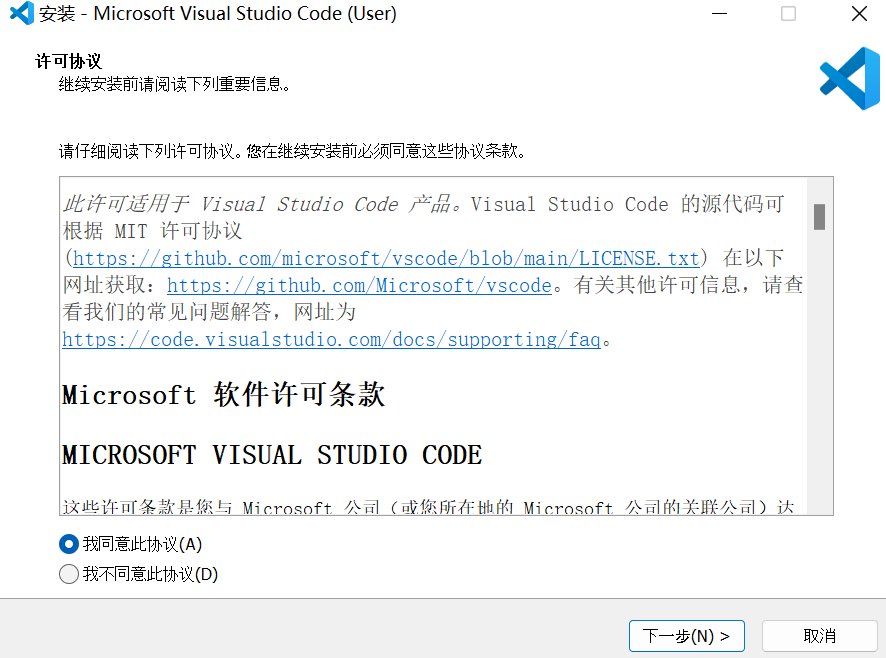 安装 - Microsoft Visual Studio Code (User)
许可协议
继续安装前请阅读下列重要信息。
请仔细阅读下列许可协议。您在继续安装前必须同意这些协议条款。
此许可适用于 Visual Studio Code 产品。Visual Studio Code 的源代码可
根据 MIT 许可协议
(https://github.com/microsoft/vscode/blob/main/LICENSE.txt) 在以下
网址获取：https://github.com/Microsoft/vscode。有关其他许可信息，请查
看我们的常见问题解答，网址为
https://code.visualstudio.com/docs/supporting/faq。
Microsoft 软件许可条款
MICROSOFT VISUAL STUDIO CODE
这些许可条款是您与 Microsoft 公司（或您所在地的 Microsoft 公司的关联公司）达
我同意此协议(A)
我不同意此协议(D)
下一步(N) >
取消